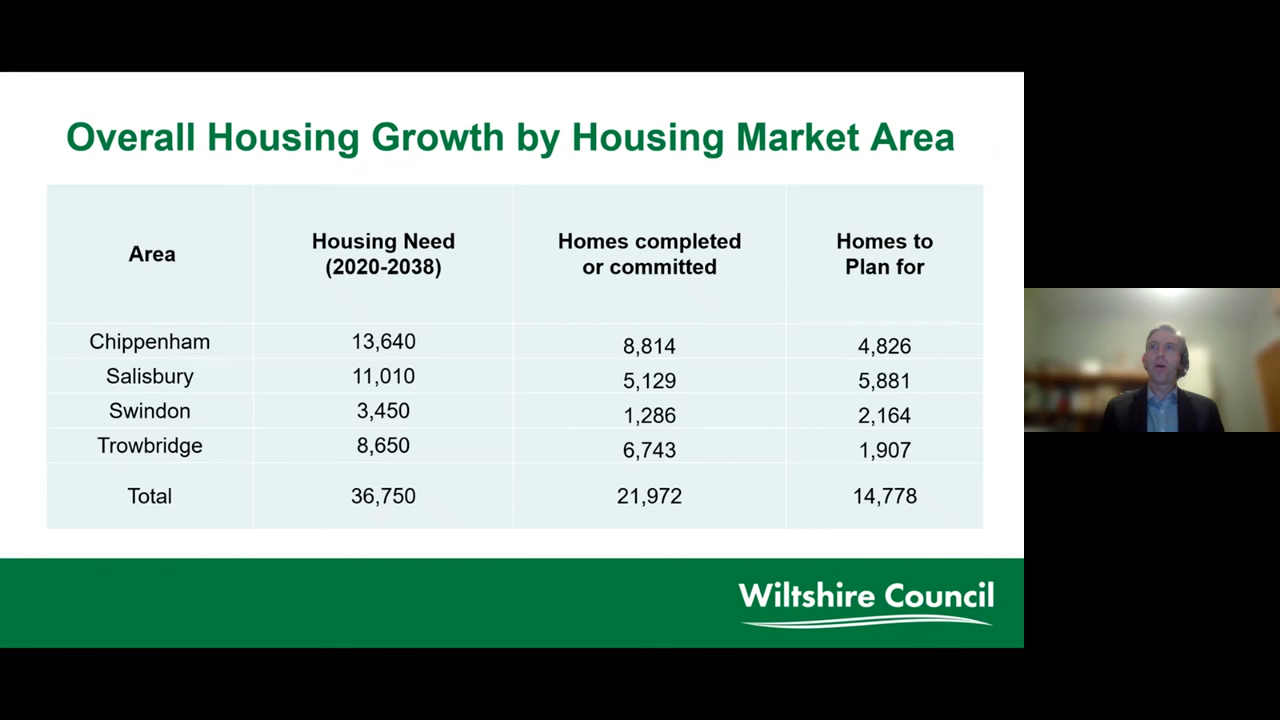 Overall Housing Growth by Housing Market Area
Area
Housing Need
(2020-2038)
Homes completed
or committed
Homes to
Plan for
Chippenham 13,640 8,814 4,826
Salisbury 11,010 5,129 5,881
Swindon 3,450 1,286 2,164
Trowbridge 8,650 6,743 1,907
Total 36,750 21,972 14,778
Wiltshire Council